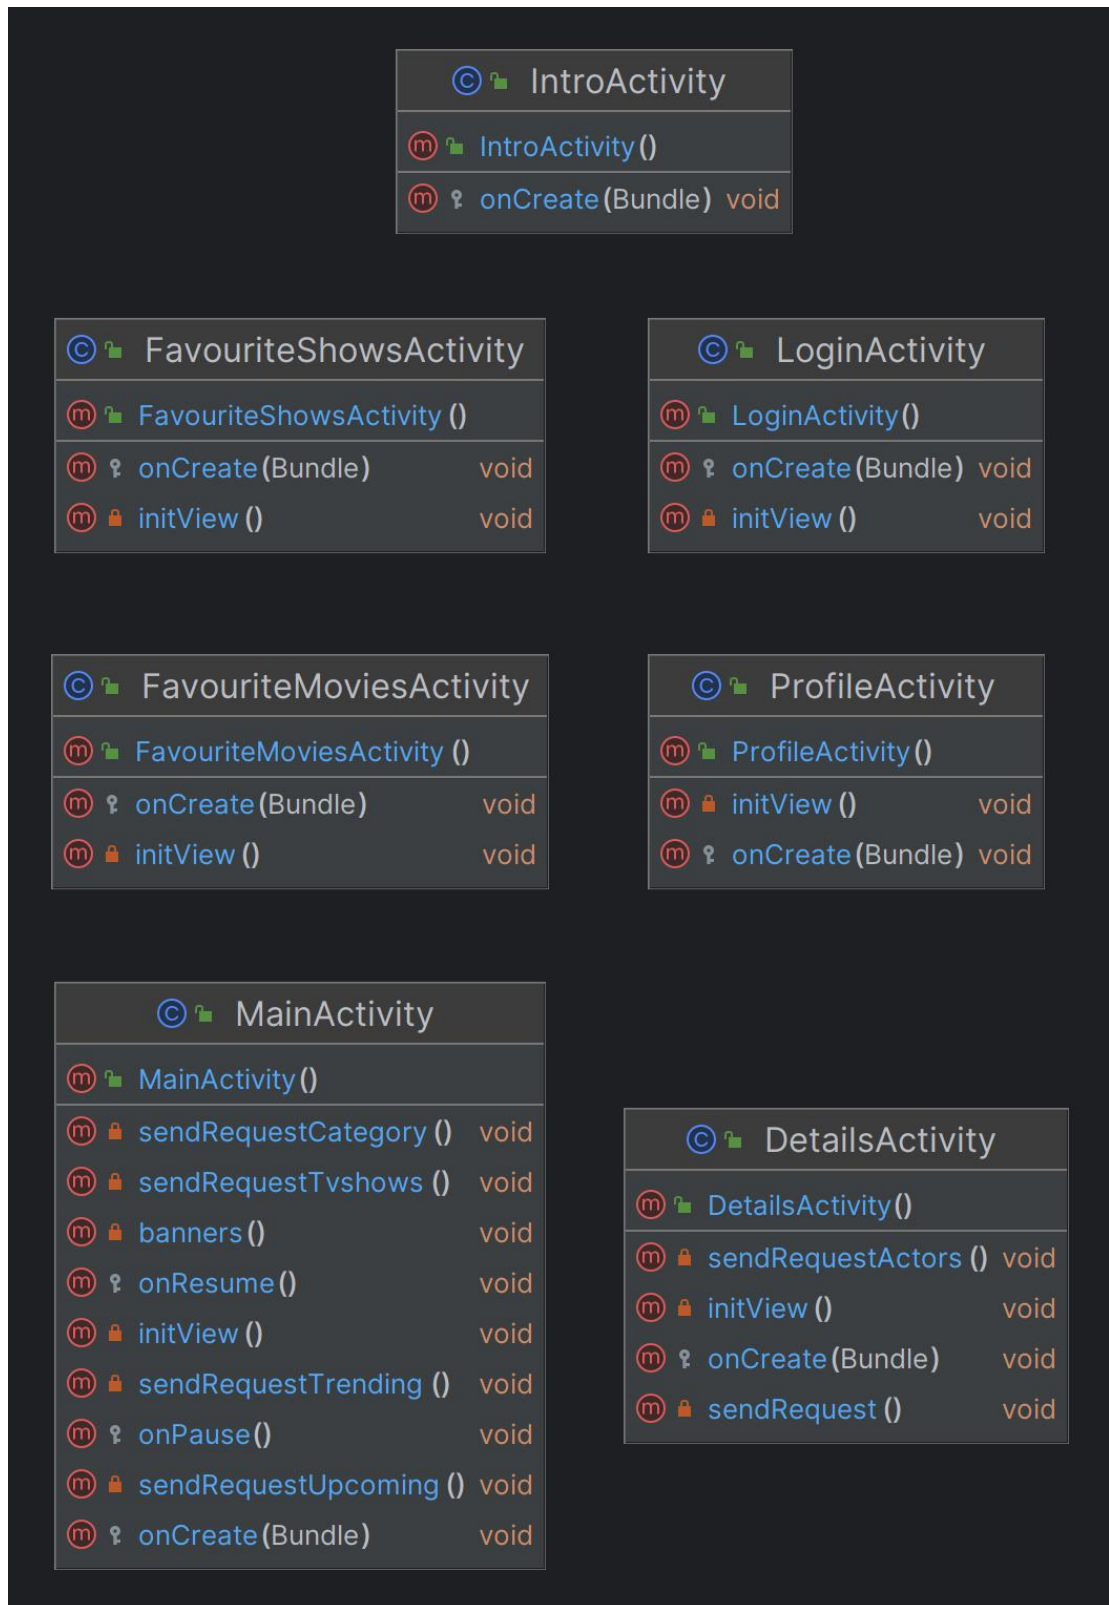 IntroActivity
IntroActivity()
onCreate(Bundle) void
FavouriteShowsActivity
FavouriteShowsActivity()
onCreate(Bundle) void
initView() void
LoginActivity
LoginActivity()
onCreate(Bundle) void
initView() void
FavouriteMoviesActivity
FavouriteMoviesActivity()
onCreate(Bundle) void
initView() void
ProfileActivity
ProfileActivity()
initView() void
onCreate(Bundle) void
MainActivity
MainActivity()
sendRequestCategory() void
sendRequestTvshows() void
banners() void
onResume() void
initView() void
sendRequestTrending() void
onPause() void
sendRequestUpcoming() void
onCreate(Bundle) void
DetailsActivity
DetailsActivity()
sendRequestActors() void
initView() void
onCreate(Bundle) void
sendRequest() void